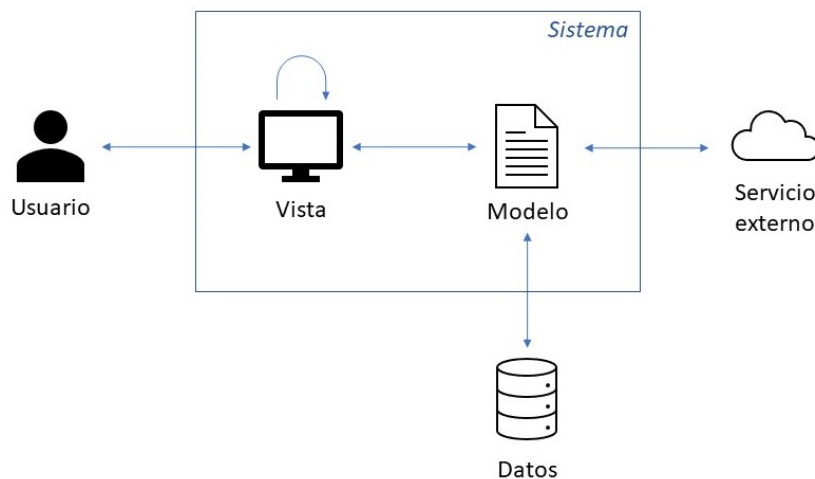 Sistema
Usuario
Vista
Modelo
Servicio
externo
Datos